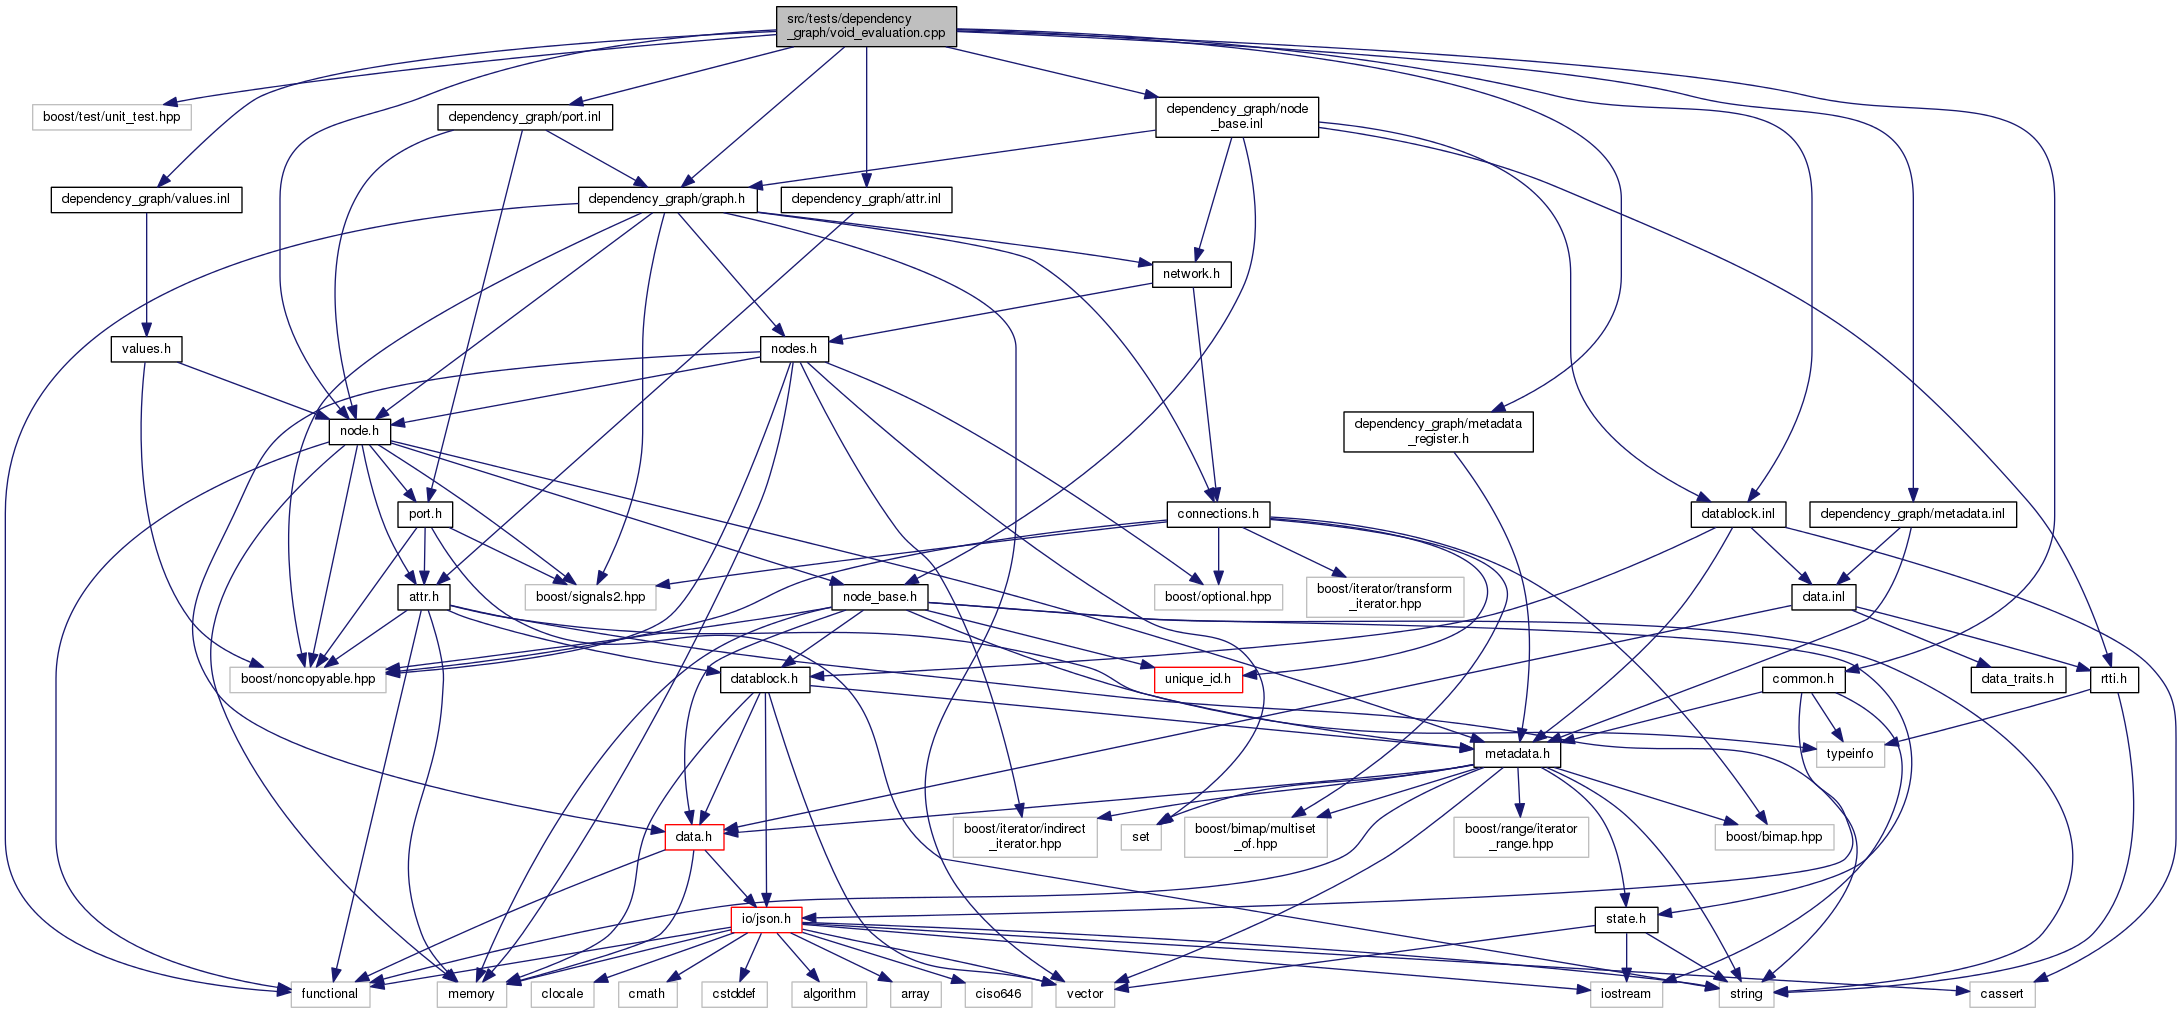 src/tests/dependency
_graph/void_evaluation.cpp
boost/test/unit_test.hpp
dependency_graph/port.inl
dependency_graph/node
_base.inl
dependency_graph/values.inl
dependency_graph/graph.h
dependency_graph/attr.inl
network.h
values.h
nodes.h
node.h
dependency_graph/metadata
_register.h
port.h
connections.h
datablock.inl
dependency_graph/metadata.inl
attr.h
boost/signals2.hpp
node_base.h
boost/optional.hpp
boost/iterator/transform
_iterator.hpp
data.inl
boost/noncopyable.hpp
datablock.h
unique_id.h
common.h
data_traits.h
rtti.h
metadata.h
typeinfo
data.h
boost/iterator/indirect
_iterator.hpp
set
boost/bimap/multiset
_of.hpp
boost/range/iterator
_range.hpp
boost/bimap.hpp
io/json.h
state.h
functional
memory
clocale
cmath
cstddef
algorithm
array
ciso646
vector
iostream
string
cassert